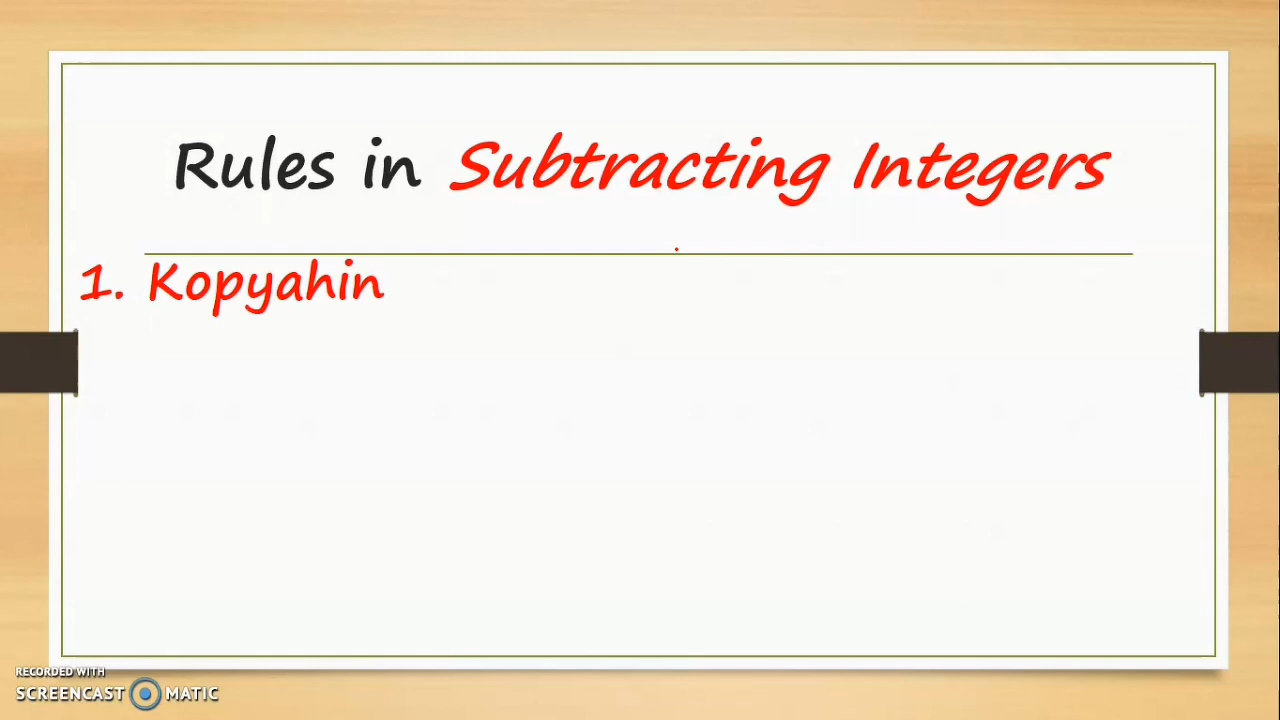 Rules in Subtracting Integers
1. Kopyahin
RECORDED WITH
SCREENCAST MATIC